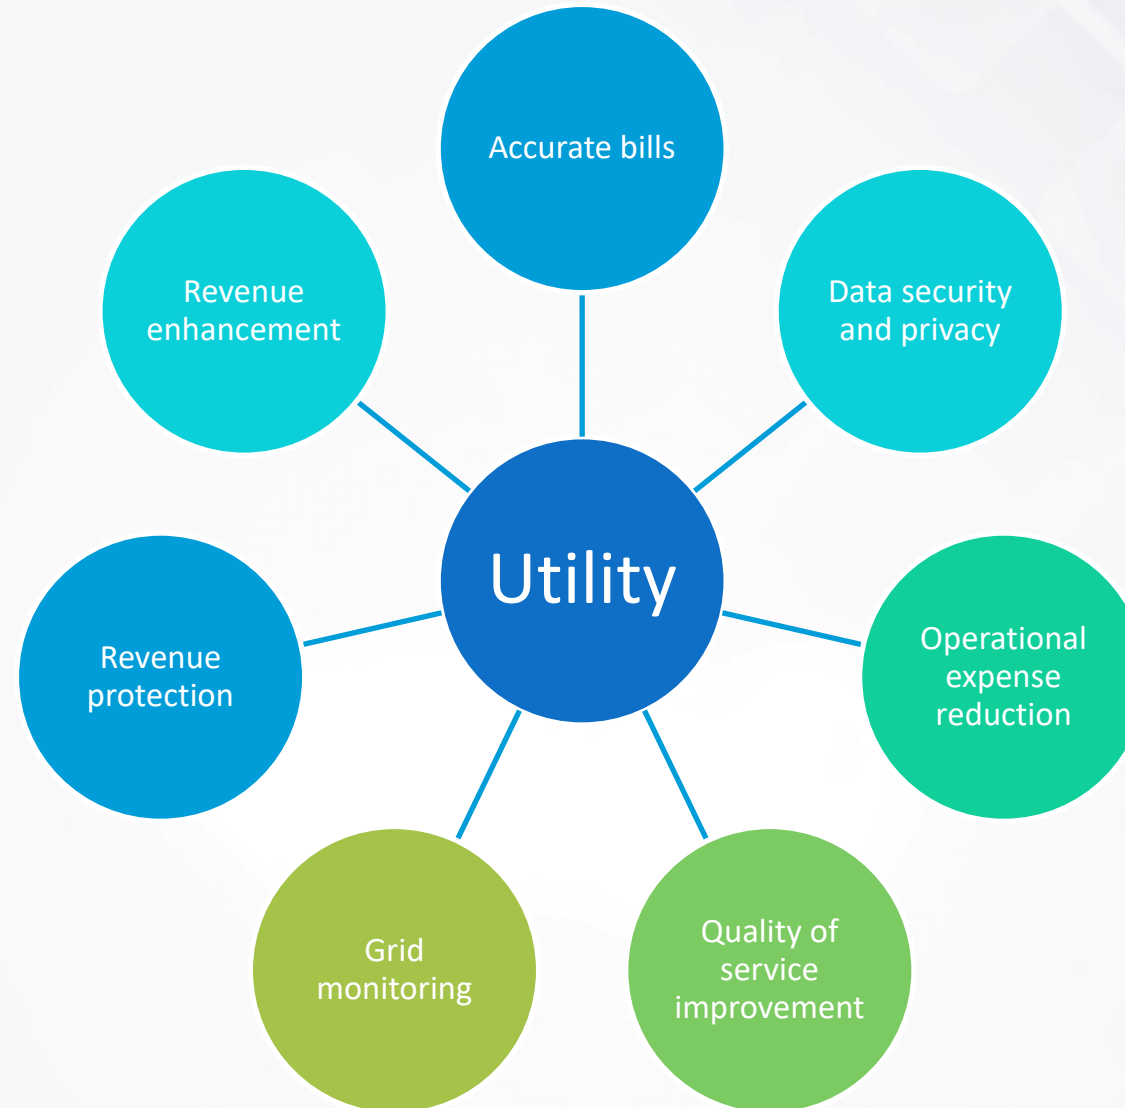 Accurate bills
Data security
and privacy
Operational
expense
reduction
Quality of
service
improvement
Grid
monitoring
Revenue
protection
Revenue
enhancement
Utility